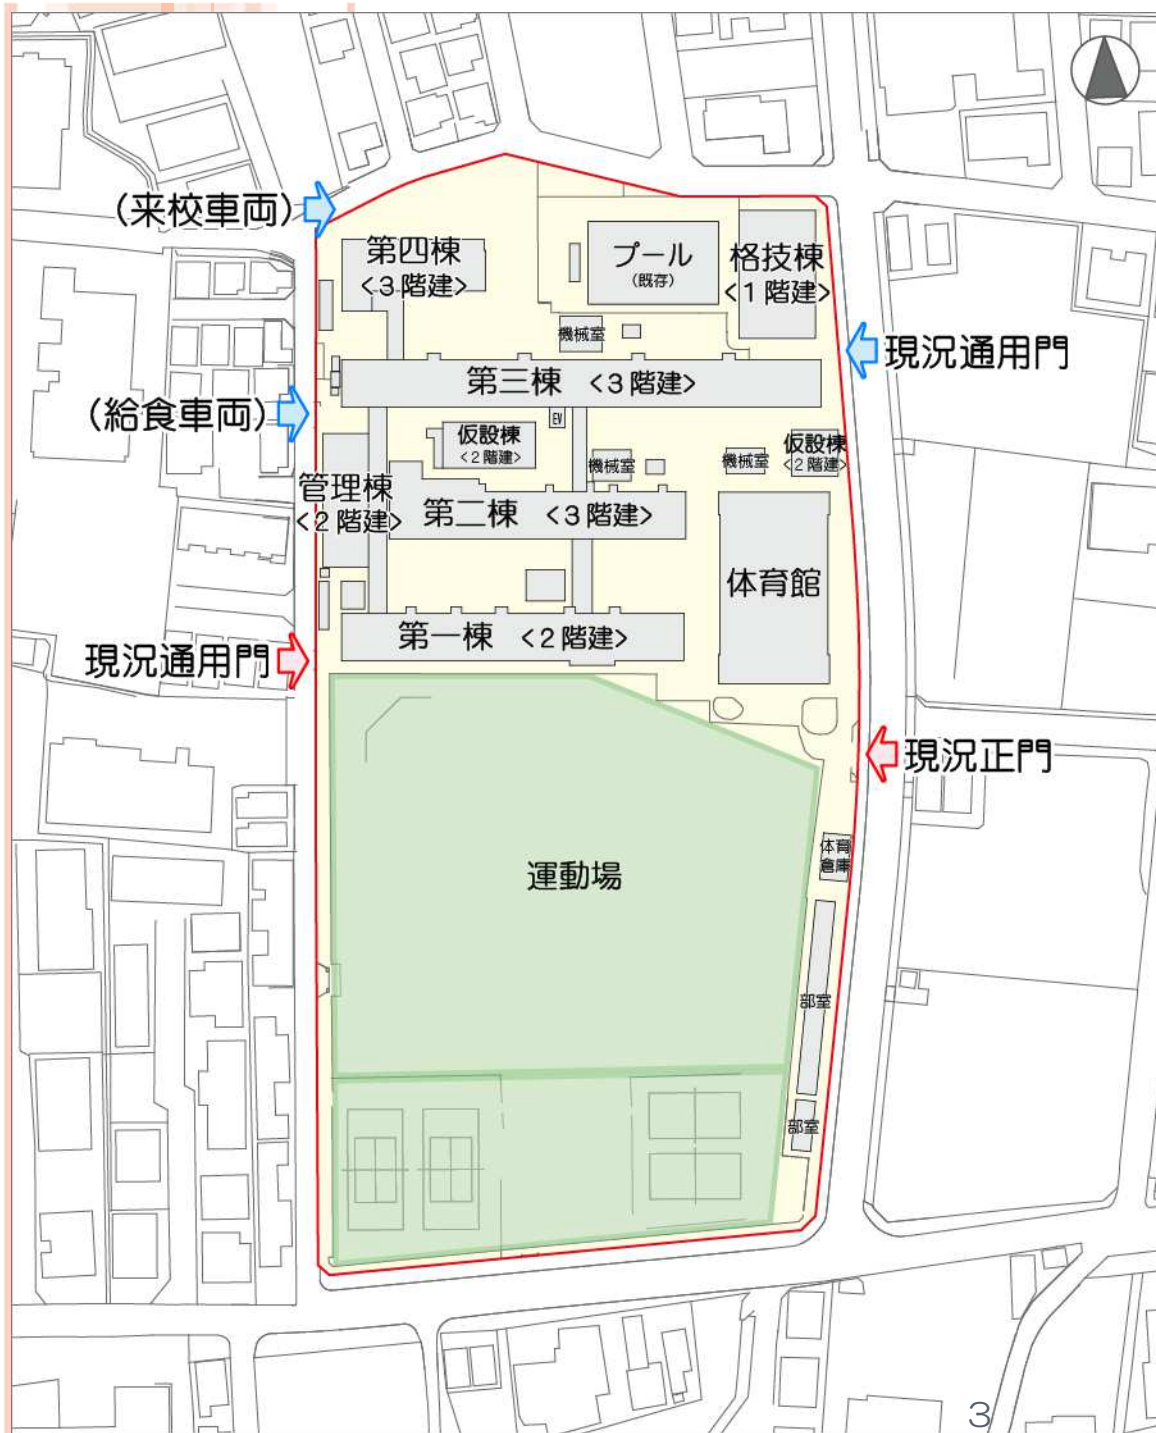 (来校車両)
第四棟
<3階建>
プール
(既存)
格技棟
<1階建>
機械室
現況通用門
第三棟 <3階建>
(給食車両)
EV
仮設棟
<2階建>
機械室
機械室
仮設棟
<2階建>
管理棟
<2階建>
第二棟 <3階建>
体育館
第一棟 <2階建>
現況通用門
現況正門
体育
倉庫
運動場
部室
部室
3